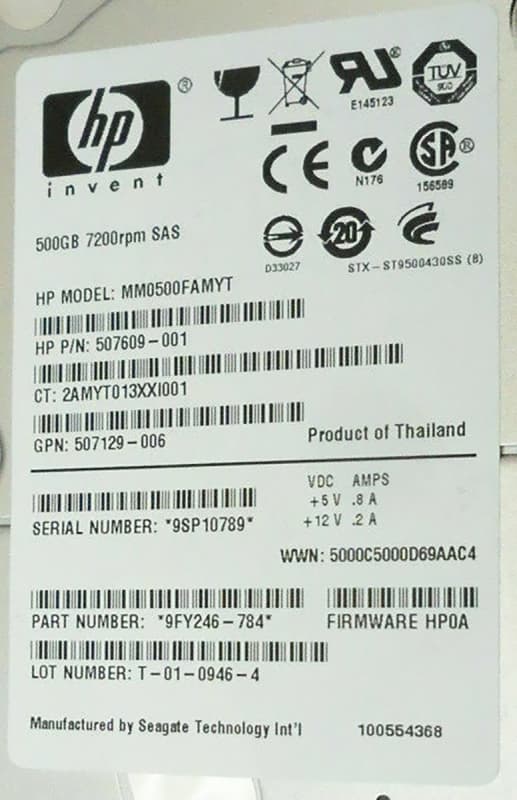 hp ®
invent
E145123
TÜV
N176
SA ®
156589
20
D33027
STX-ST9500430SS (8)
500GB 7200rpm SAS
HP MODEL: MM0500FAMYT
HP P/N: 507609-001
CT: 2AMYT013XXI001
GPN: 507129-006
Product of Thailand
VDC AMPS
+5 V .8 A
+12 V .2 A
SERIAL NUMBER: *9SP10789*
WWN: 5000C5000D69AAC4
PART NUMBER: *9FY246-784*
FIRMWARE HP0A
LOT NUMBER: T-01-0946-4
Manufactured by Seagate Technology Int'l
100554368